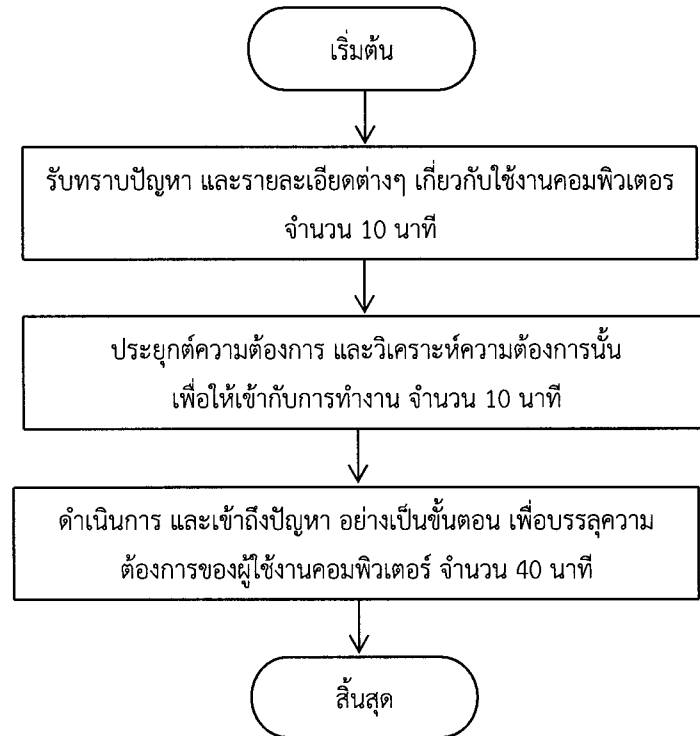 เริ่มต้น
รับทราบปัญหา และรายละเอียดต่างๆ เกี่ยวกับใช้งานคอมพิวเตอร
จำนวน 10 นาที
ประยุกต์ความต้องการ และวิเคราะห์ความต้องการนั้น
เพื่อให้เข้ากับการทำงาน จำนวน 10 นาที
ดำเนินการ และเข้าถึงปัญหา อย่างเป็นขั้นตอน เพื่อบรรลุความ
ต้องการของผู้ใช้งานคอมพิวเตอร์ จำนวน 40 นาที
สิ้นสุด